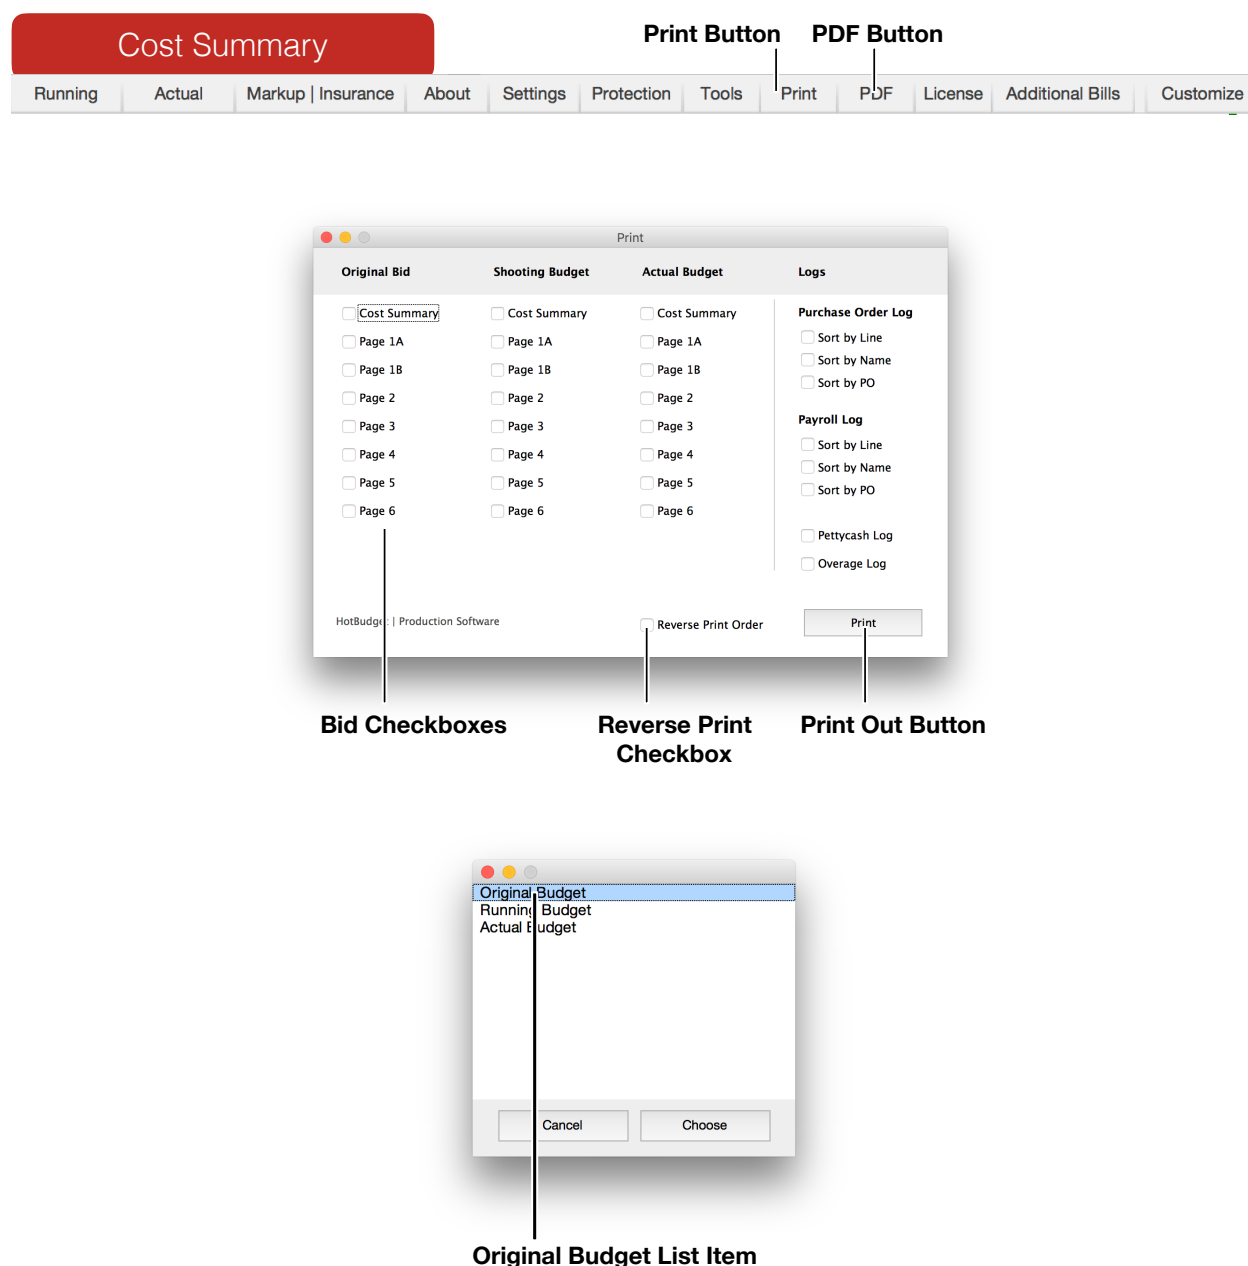 Print Button PDF Button
Cost Summary
Running Actual Markup | Insurance About Settings Protection Tools Print PDF License Additional Bills Customize
Print
Original Bid Shooting Budget Actual Budget Logs
Cost Summary Cost Summary Cost Summary Purchase Order Log
Page 1A Page 1A Page 1A Sort by Line
Page 1B Page 1B Page 1B Sort by Name
Page 2 Page 2 Page 2 Sort by PO
Page 3 Page 3 Page 3 Payroll Log
Page 4 Page 4 Page 4 Sort by Line
Page 5 Page 5 Page 5 Sort by Name
Page 6 Page 6 Page 6 Sort by PO
Pettycash Log
Overage Log
HotBudget | Production Software Reverse Print Order Print
Bid Checkboxes Reverse Print Checkbox Print Out Button
Original Budget
Running Budget
Actual Budget
Cancel Choose
Original Budget List Item